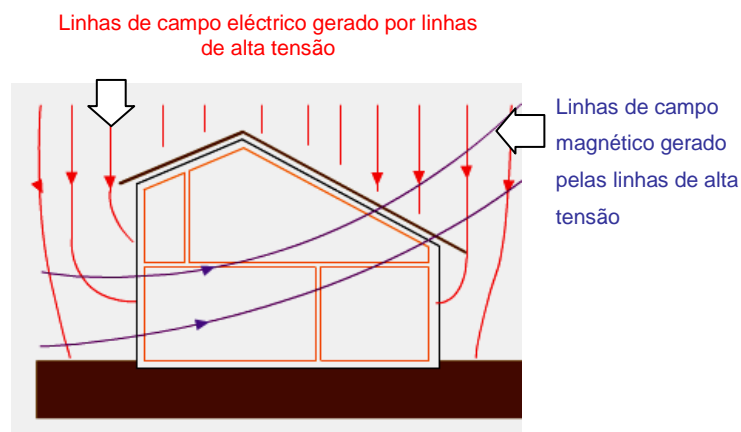 Linhas de campo eléctrico gerado por linhas
de alta tensão
Linhas de campo
magnético gerado
pelas linhas de alta
tensão